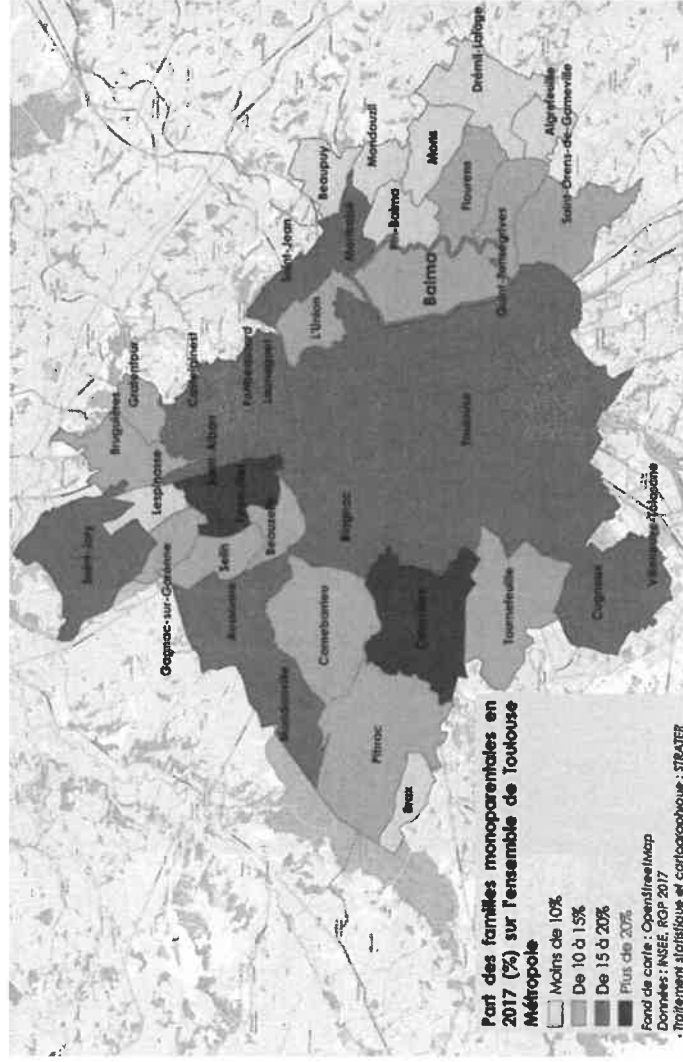 Saint-Jory
Bruguières
Gratentour
Lespinasse
Gagnac-sur-Garonne
Saint-Alban
Castelginest
Fenouillet
Fonbeauzard
Launaguet
Seilh
Beauzelle
Aussonne
Saint-Jean
L'Union
Montrabe
Beaupuy
Mondouzil
Mondonville
Cornebarrieu
Blagnac
Pin-Balma
Mons
Drémil-Lafage
Balma
Flourens
Pibrac
Colomiers
Toulouse
Quint-Fonsegrives
Aigrefeuille
Saint-Orens-de-Gameville
Brax
Tournefeuille
Cugnaux
Villeneuve-Tolosane
Part des familles monoparentales en
2017 (%) sur l'ensemble de Toulouse
Métropole
Moins de 10%
De 10 à 15%
De 15 à 20%
Plus de 20%
Fond de carte : OpenStreetMap
Données : INSEE, RGP 2017
• Traitement statistique et cartographique : STRATER